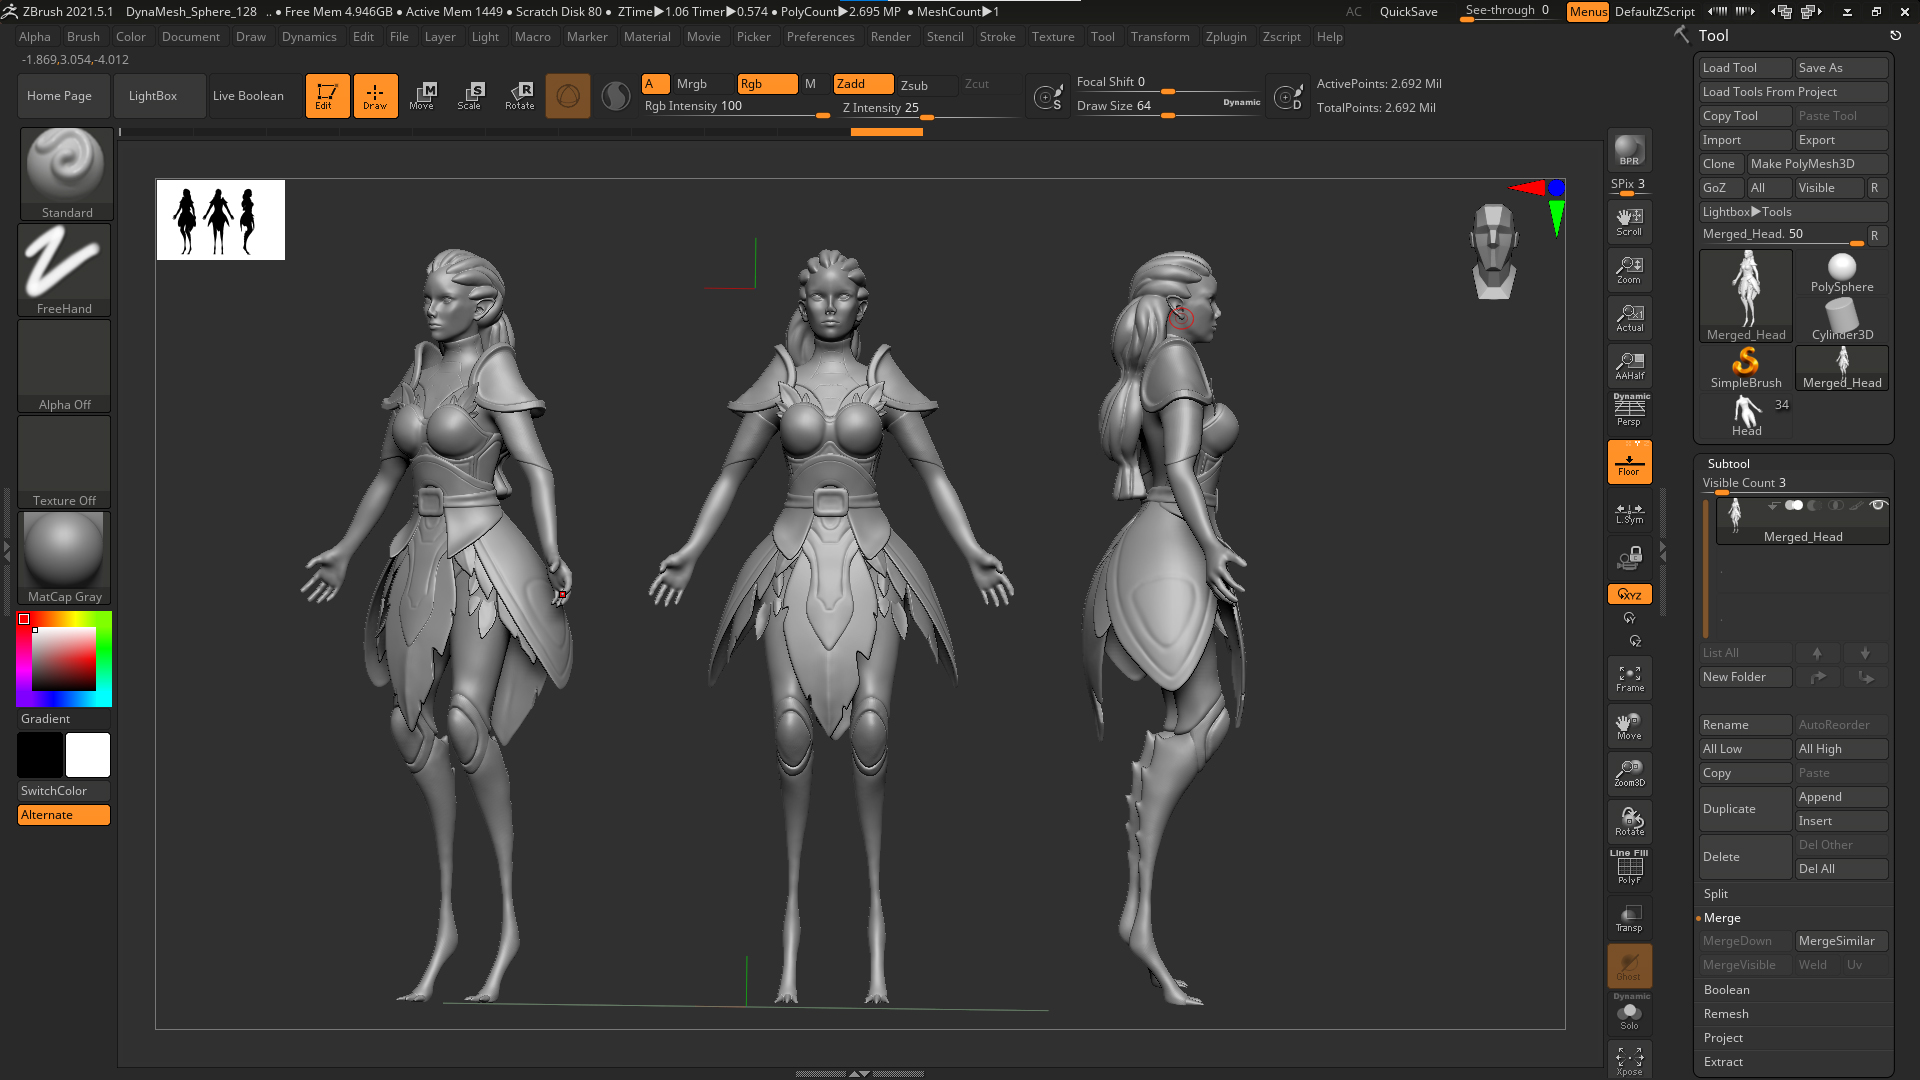 ZBrush 2021.5.1 DynaMesh_Sphere_128 .. • Free Mem 4.946GB • Active Mem 1449 • Scratch Disk 80 • ZTime▶1.06 Timer▶0.574 • PolyCount▶2.695 MP • MeshCount▶1 AC QuickSave See-through 0 Menus DefaultZScript
Alpha Brush Color Document Draw Dynamics Edit File Layer Light Macro Marker Material Movie Picker Preferences Render Stencil Stroke Texture Tool Transform Zplugin Zscript Help
-1.869,3.054,-4.012
Home Page LightBox Live Boolean Edit Draw Move Scale Rotate
M S R
A Mrgb Rgb M Zadd Zsub Zcut
Rgb Intensity 100 Z Intensity 25
S Focal Shift 0
Draw Size 64 Dynamic
D ActivePoints: 2.692 Mil
TotalPoints: 2.692 Mil
Standard
FreeHand
Alpha Off
Texture Off
MatCap Gray
Gradient
SwitchColor
Alternate
BPR
SPix 3
Scroll
Zoom
Actual
AAHalf
Dynamic
Persp
Floor
L.Sym
XYZ
Y
Z
Frame
Move
Zoom3D
Rotate
Line Fill
PolyF
Transp
Ghost
Dynamic
Solo
Xpose
Tool
Load Tool Save As
Load Tools From Project
Copy Tool Paste Tool
Import Export
Clone Make PolyMesh3D
GoZ All Visible R
Lightbox▶Tools
Merged_Head. 50 R
Merged_Head PolySphere
Cylinder3D
SimpleBrush Merged_Head
34
Head
Subtool
Visible Count 3
Merged_Head
List All
New Folder
Rename AutoReorder
All Low All High
Copy Paste
Duplicate Append
Insert
Delete Del Other
Del All
Split
Merge
MergeDown MergeSimilar
MergeVisible Weld Uv
Boolean
Remesh
Project
Extract